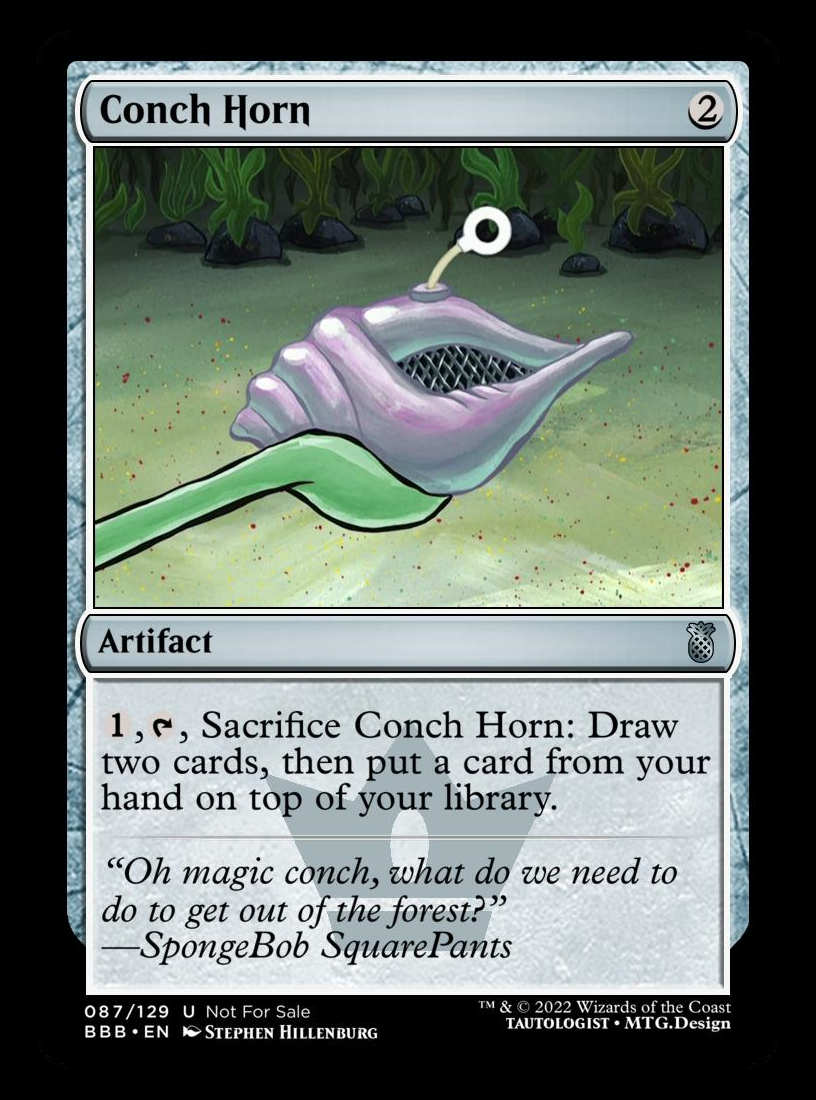 Conch Horn 2
Artifact
1, , Sacrifice Conch Horn: Draw
two cards, then put a card from your
hand on top of your library.
“Oh magic conch, what do we need to
do to get out of the forest?”
—SpongeBob SquarePants
087/129 U Not For Sale
™ & © 2022 Wizards of the Coast
BBB • EN STEPHEN HILLENBURG
TAUTOLOGIST • MTG.Design